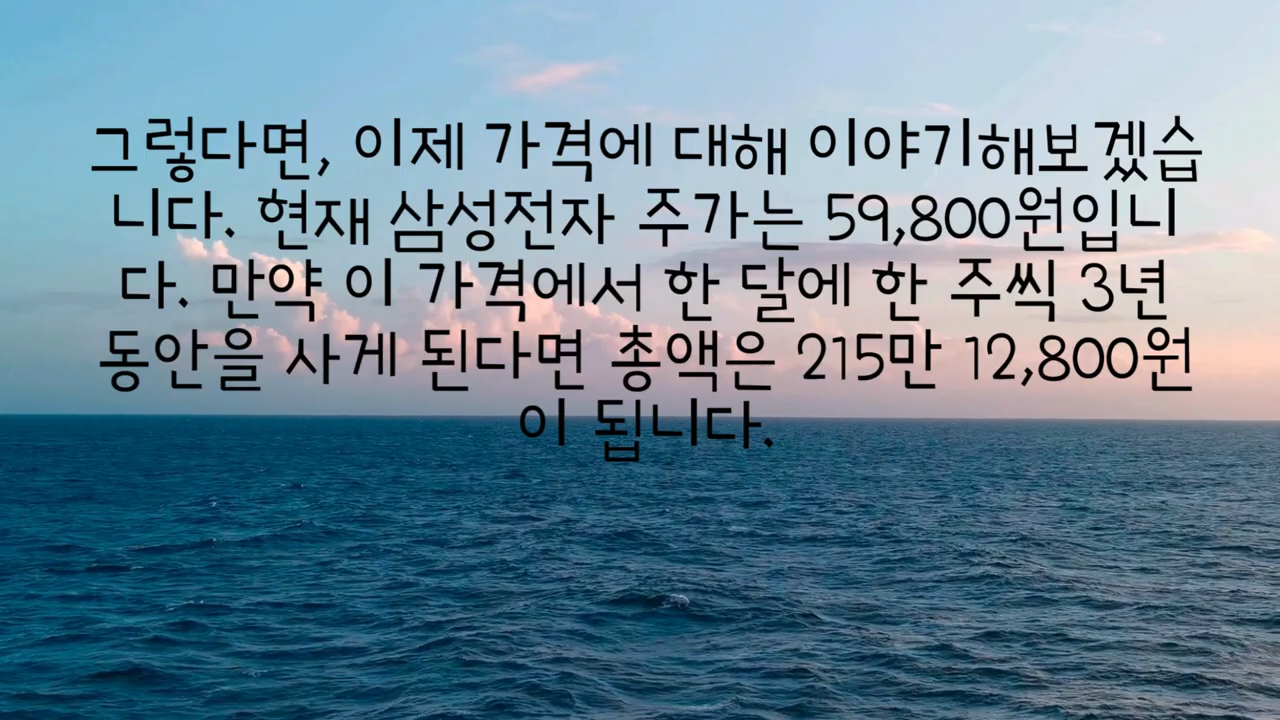 그렇다면, 이제 가격에 대해 이야기해보겠습
니다. 현재 삼성전자 주가는 59,800원입니
다. 만약 이 가격에서 한 달에 한 주씩 3년
동안을 사게 된다면 총액은 215만 12,800원
이 됩니다.